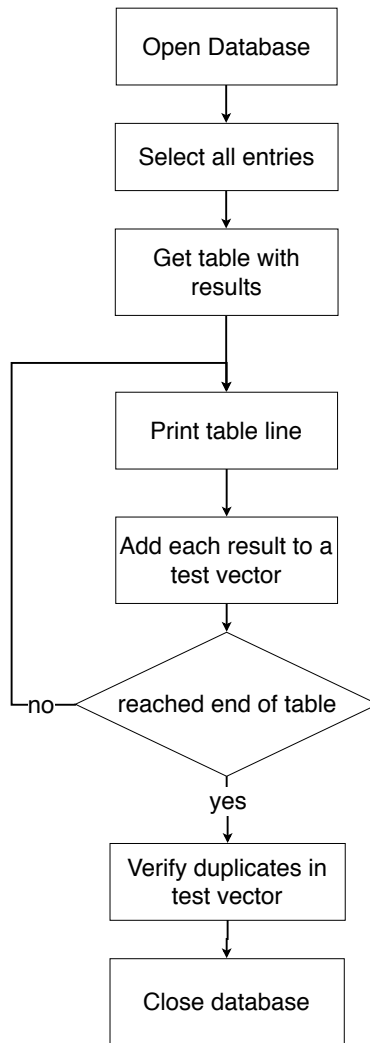 Open Database
Select all entries
Get table with
results
Print table line
Add each result to a
test vector
reached end of table
no
yes
Verify duplicates in
test vector
Close database